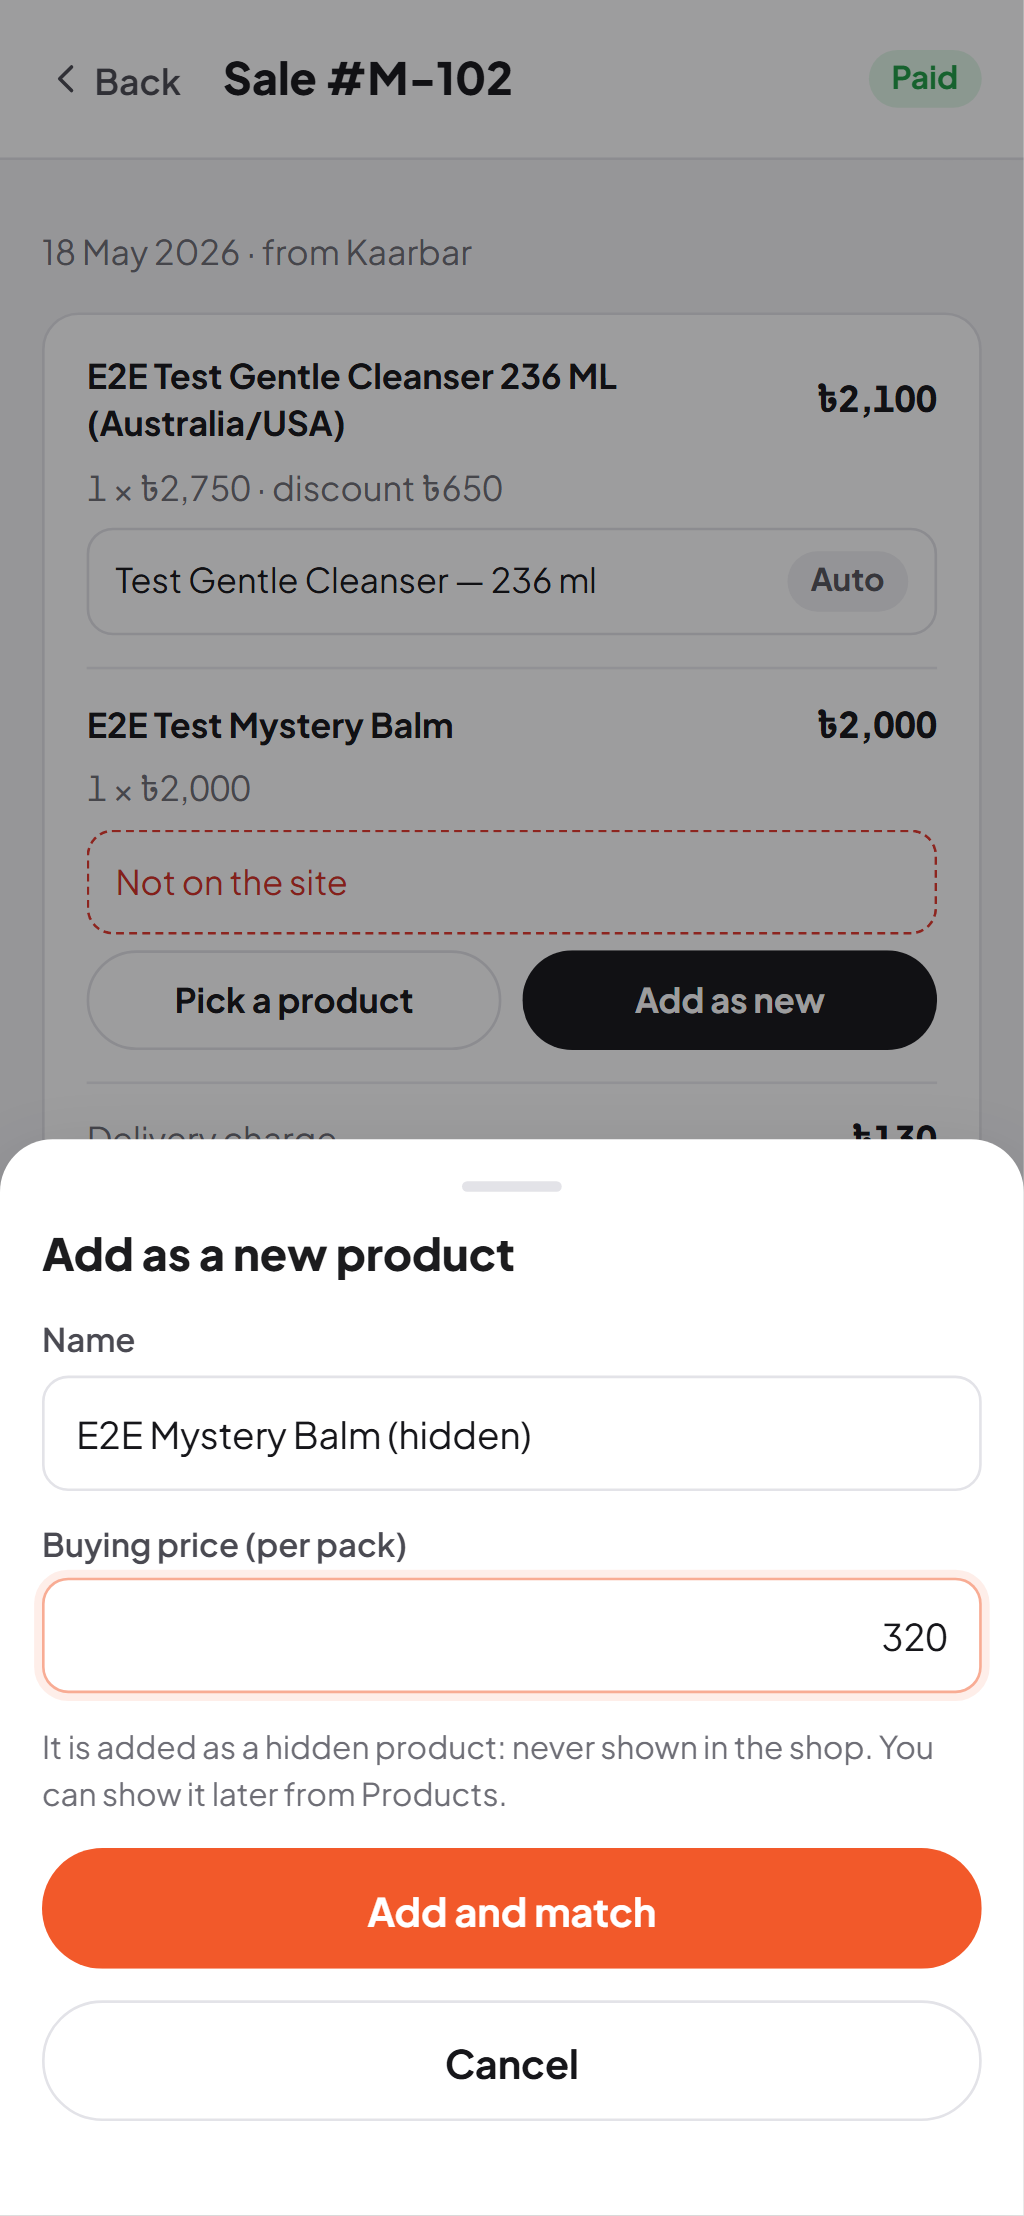 Back
Sale #M-102
Paid
18 May 2026 · from Kaarbar
E2E Test Gentle Cleanser 236 ML
(Australia/USA)
৳2,100
1 × ৳2,750 · discount ৳650
Test Gentle Cleanser — 236 ml
Auto
E2E Test Mystery Balm
৳2,000
1 × ৳2,000
Not on the site
Pick a product
Add as new
Delivery charge
৳130
Add as a new product
Name
E2E Mystery Balm (hidden)
Buying price (per pack)
320
It is added as a hidden product: never shown in the shop. You
can show it later from Products.
Add and match
Cancel